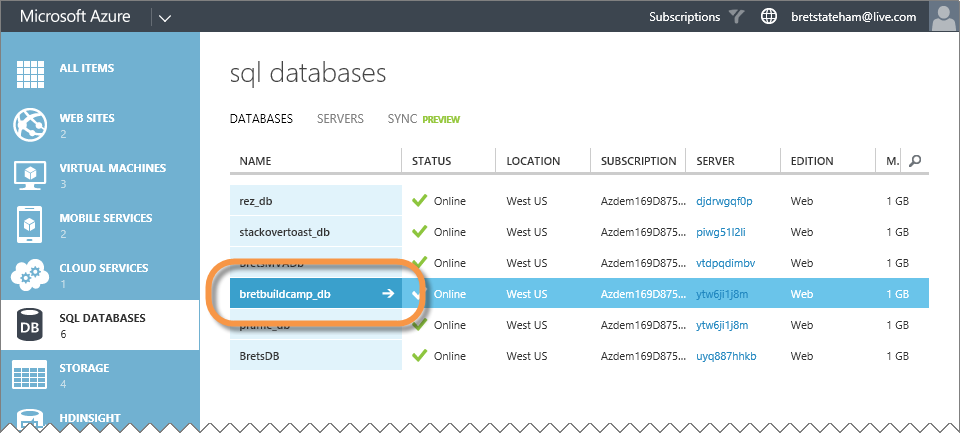 Microsoft Azure
Subscriptions
bretstateham@live.com
ALL ITEMS
WEB SITES
2
VIRTUAL MACHINES
3
MOBILE SERVICES
2
CLOUD SERVICES
1
DB
SQL DATABASES
6
STORAGE
4
HDINSIGHT
sql databases
DATABASES SERVERS SYNC PREVIEW
NAME STATUS LOCATION SUBSCRIPTION SERVER EDITION M.
rez_db Online West US Azdem169D875... djdrwgqf0p Web 1 GB
stackovertoast_db Online West US Azdem169D875... piwg51l2li Web 1 GB
BretsMVADb Online West US Azdem169D875... vtdpqdimbv Web 1 GB
bretbuildcamp_db Online West US Azdem169D875... ytw6ji1j8m Web 1 GB
Online West US Azdem169D875... ytw6ji1j8m Web 1 GB
BretsDB Online West US Azdem169D875... uyq887hhkb Web 1 GB